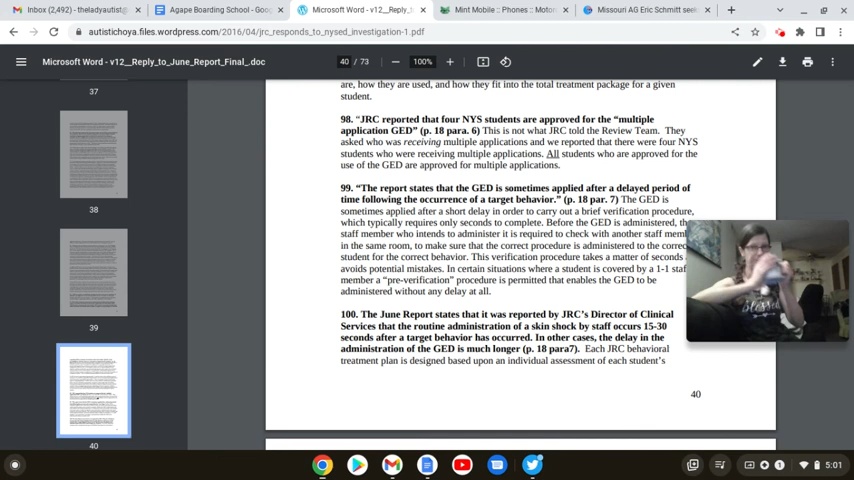 Inbox (2,492) - theladyautist@
Agape Boarding School - Goog
Microsoft Word - v12__Reply_to
Mint Mobile :: Phones :: Motor
Missouri AG Eric Schmitt seek
autistichoya.files.wordpress.com/2016/04/jrc_responds_to_nysed_investigation-1.pdf
Microsoft Word - v12__Reply_to_June_Report_Final_.doc
40 / 73
100%
37
38
39
40
are, how they are used, and how they fit into the total treatment package for a given
student.
98. "JRC reported that four NYS students are approved for the "multiple
application GED" (p. 18 para. 6) This is not what JRC told the Review Team. They
asked who was receiving multiple applications and we reported that there were four NYS
students who were receiving multiple applications. All students who are approved for the
use of the GED are approved for multiple applications.
99. "The report states that the GED is sometimes applied after a delayed period of
time following the occurrence of a target behavior." (p. 18 par. 7) The GED is
sometimes applied after a short delay in order to carry out a brief verification procedure,
which typically requires only seconds to complete. Before the GED is administered, th
staff member who intends to administer it is required to check with another staff mem
in the same room, to make sure that the correct procedure is administered to the correc
student for the correct behavior. This verification procedure takes a matter of seconds
avoids potential mistakes. In certain situations where a student is covered by a 1-1 staf
member a "pre-verification" procedure is permitted that enables the GED to be
administered without any delay at all.
100. The June Report states that it was reported by JRC's Director of Clinical
Services that the routine administration of a skin shock by staff occurs 15-30
seconds after a target behavior has occurred. In other cases, the delay in the
administration of the GED is much longer (p. 18 para7). Each JRC behavioral
treatment plan is designed based upon an individual assessment of each student's
40
blessed
5:01